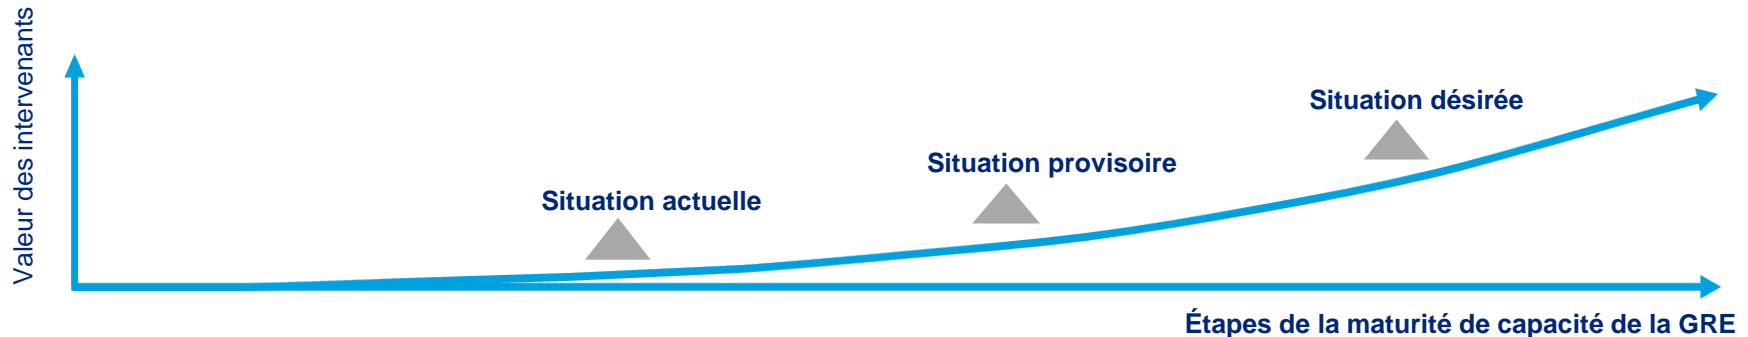 Valeur des intervenants
Situation désirée
Situation provisoire
Situation actuelle
Étapes de la maturité de capacité de la GRE